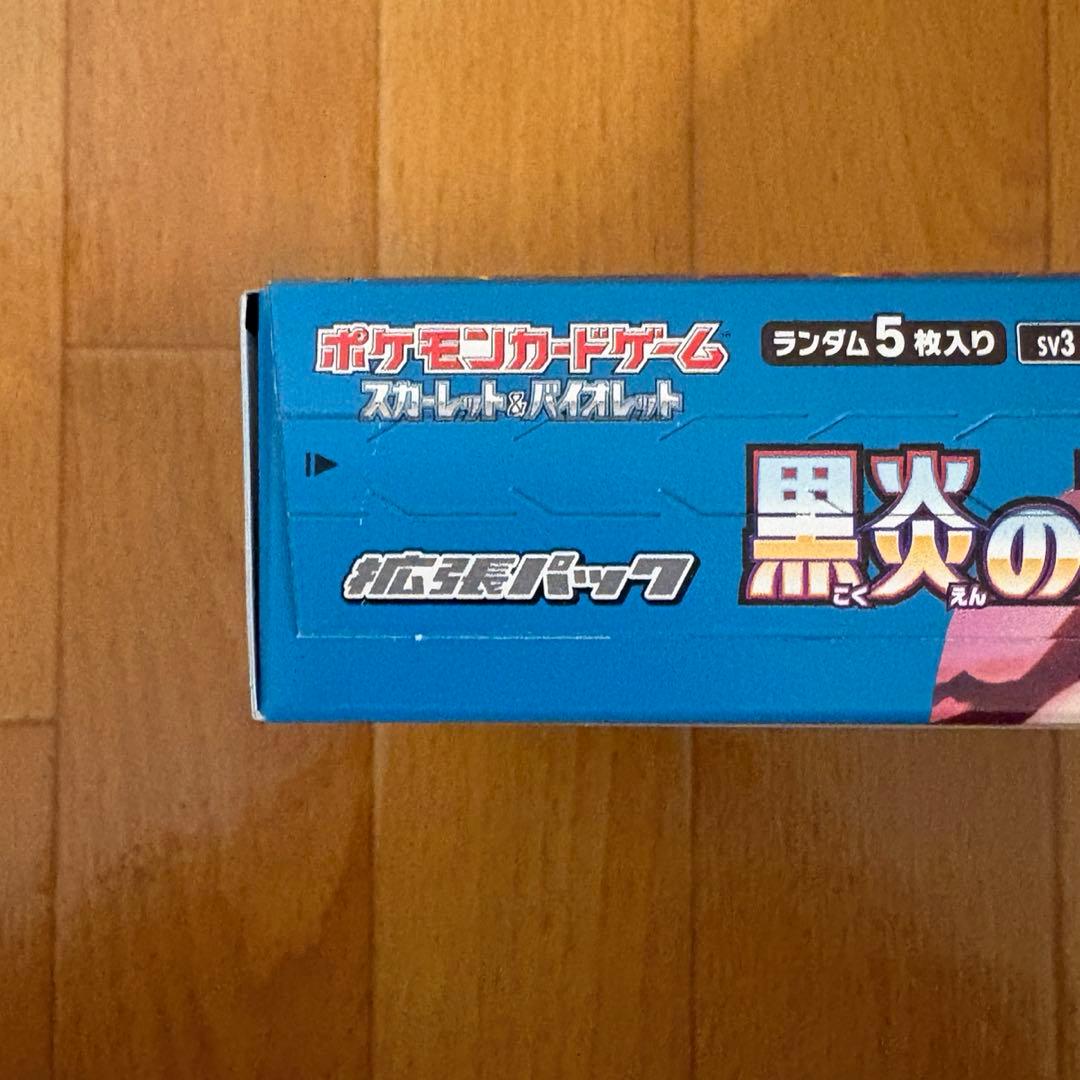 ポケモンカードゲーム
スカーレット&バイオレット
ランダム5枚入り
sv3
黒炎の
こく えん
拡張パック